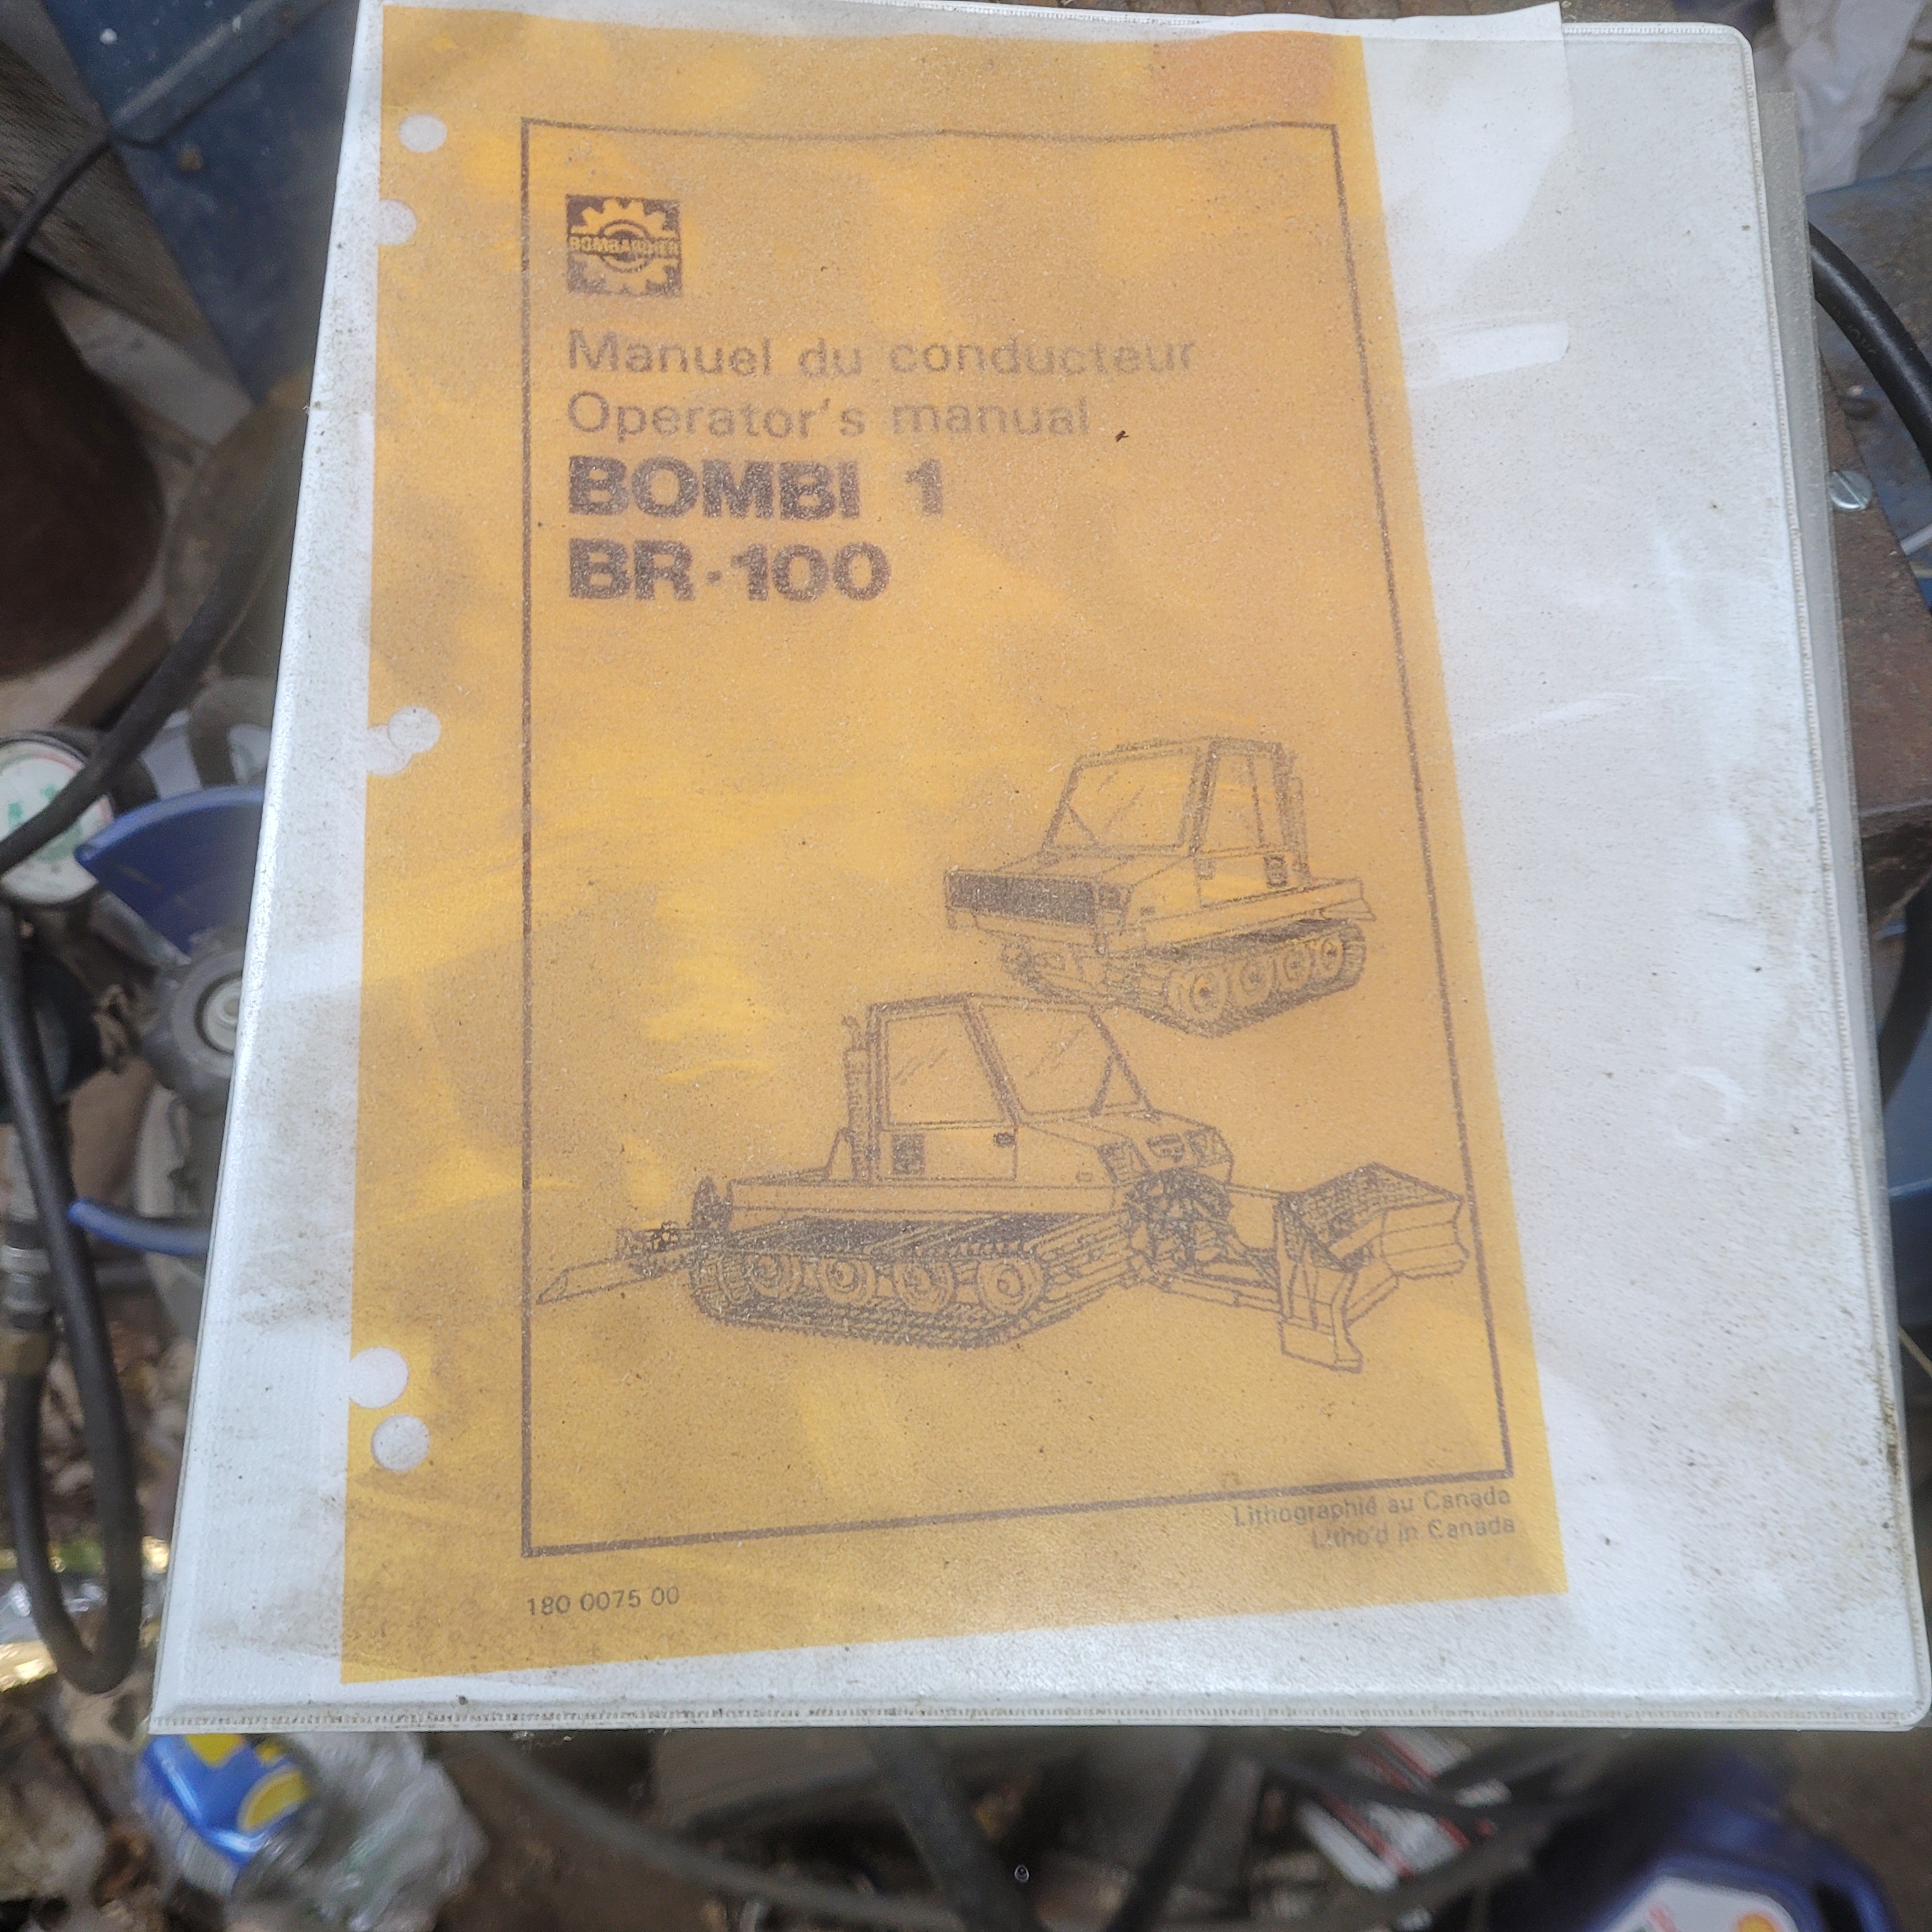 BOMBARDIER
Manuel du conducteur
Operator's manual
BOMBI 1
BR·100
Lithographié au Canada
Litho'd in Canada
180 0075 00